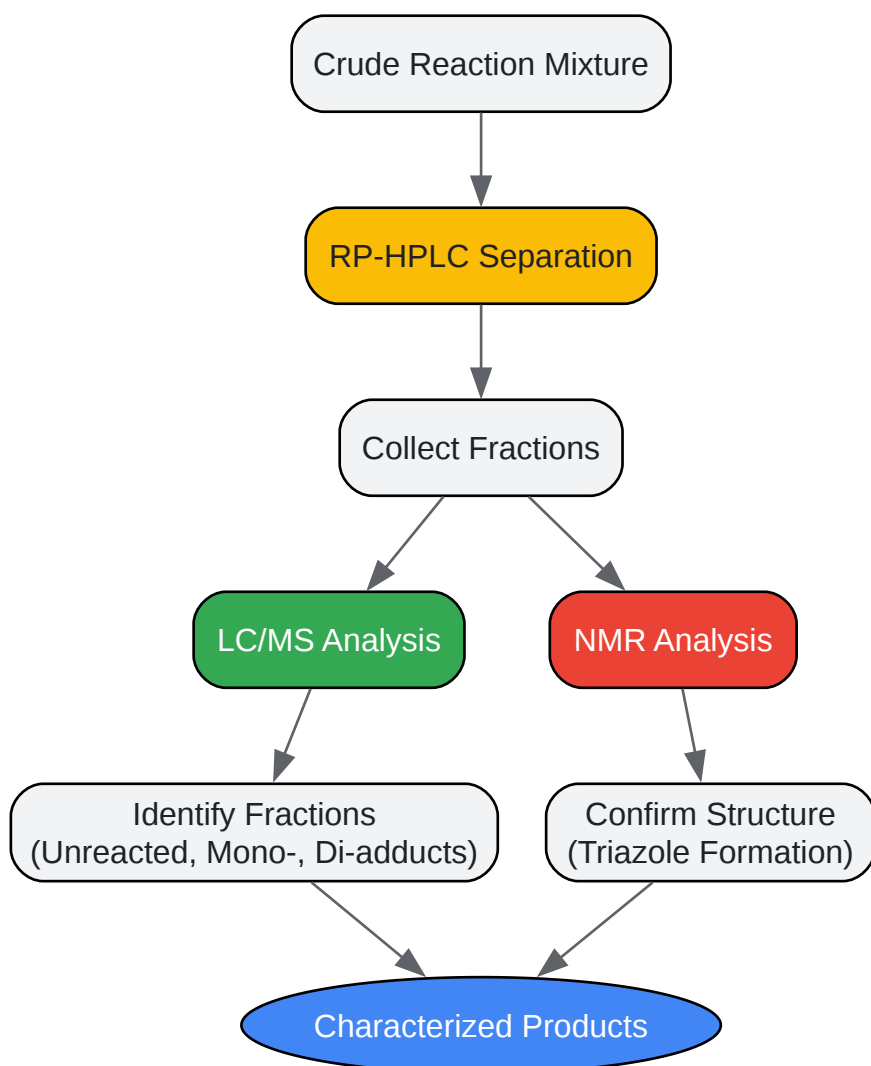 Crude Reaction Mixture
RP-HPLC Separation
Collect Fractions
LC/MS Analysis
NMR Analysis
Identify Fractions
(Unreacted, Mono-, Di-adducts)
Confirm Structure
(Triazole Formation)
Characterized Products